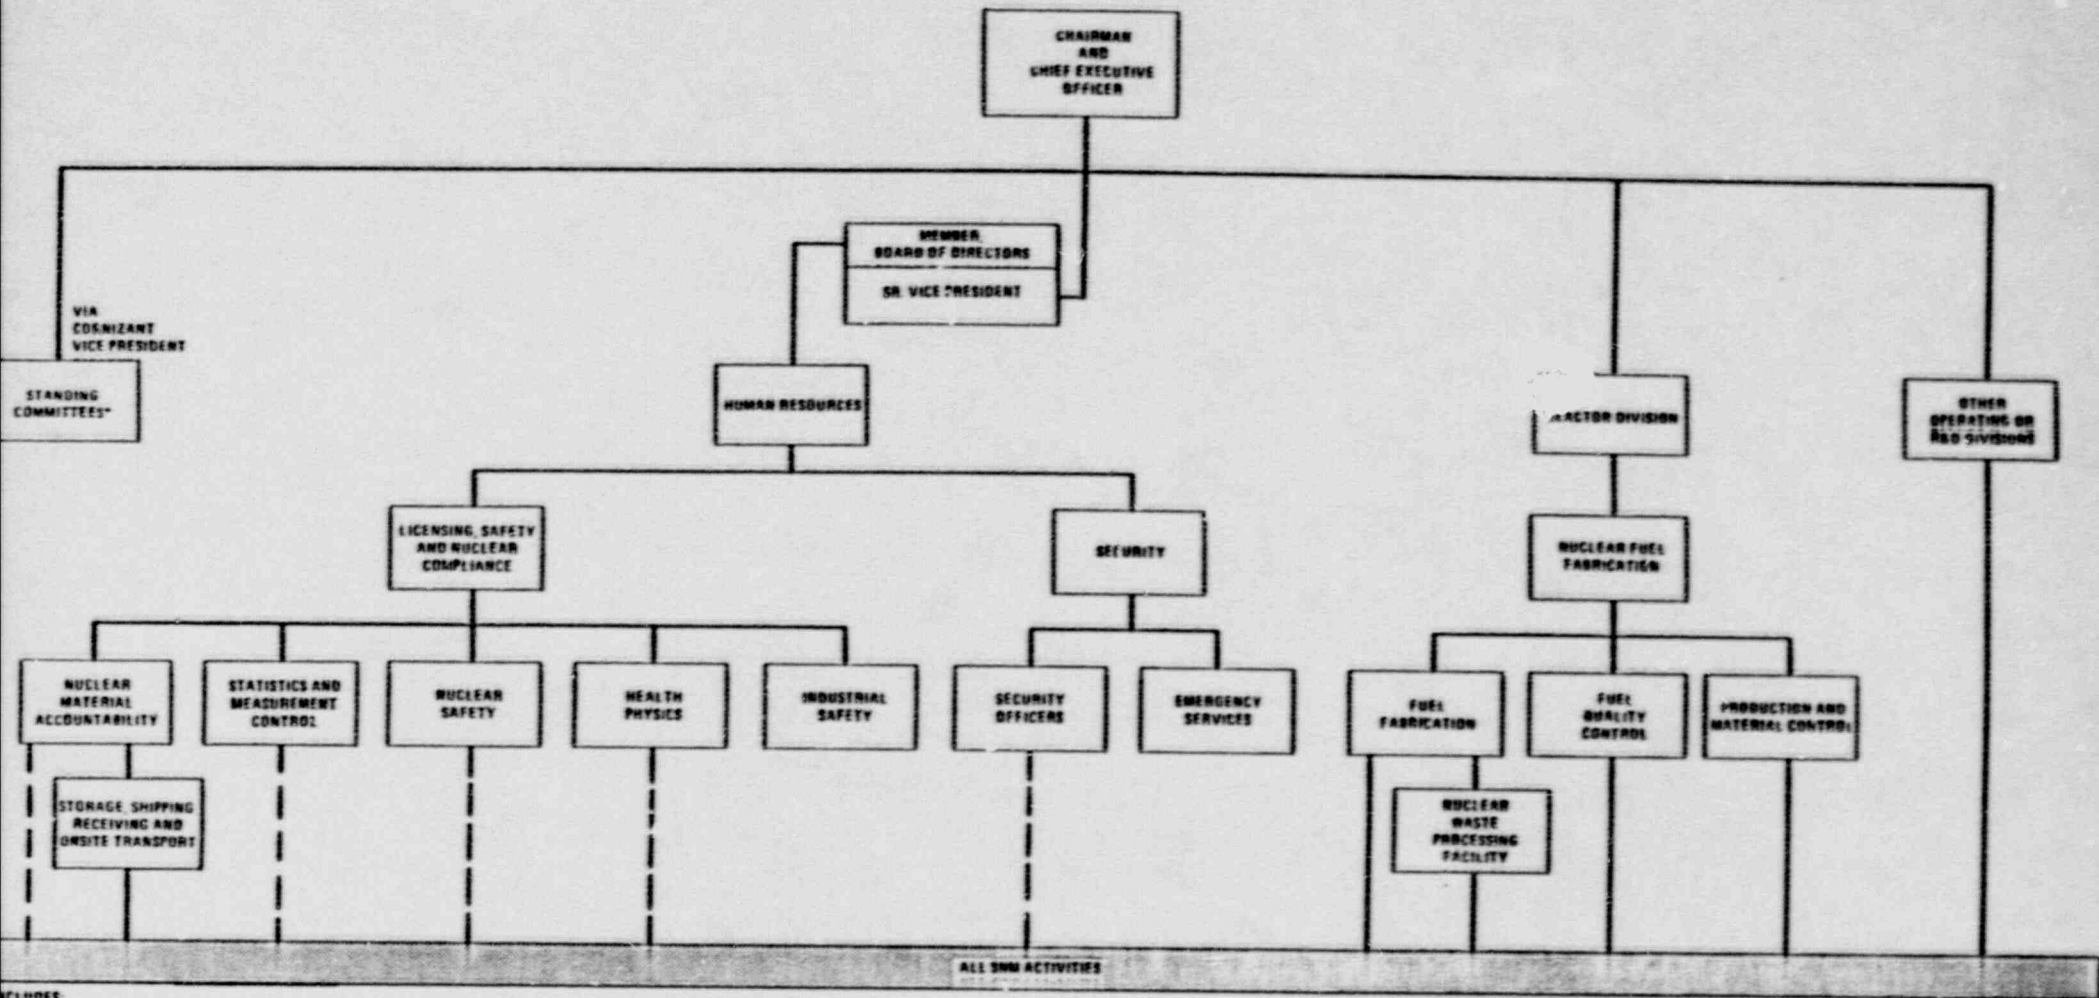 CHAIRMAN
AND
CHIEF EXECUTIVE
OFFICER
MEMBER,
BOARD OF DIRECTORS
SR. VICE PRESIDENT
VIA
COGNIZANT
VICE PRESIDENT
STANDING
COMMITTEES*
HUMAN RESOURCES
ACTOR DIVISION
OTHER
OPERATING OR
R&D DIVISIONS
LICENSING, SAFETY
AND NUCLEAR
COMPLIANCE
SECURITY
NUCLEAR FUEL
FABRICATION
NUCLEAR
MATERIAL
ACCOUNTABILITY
STATISTICS AND
MEASUREMENT
CONTROL
NUCLEAR
SAFETY
HEALTH
PHYSICS
INDUSTRIAL
SAFETY
SECURITY
OFFICERS
EMERGENCY
SERVICES
FUEL
FABRICATION
FUEL
QUALITY
CONTROL
PRODUCTION AND
MATERIAL CONTROL
STORAGE, SHIPPING
RECEIVING AND
ONSITE TRANSPORT
NUCLEAR
WASTE
PROCESSING
FACILITY
ALL SNM ACTIVITIES